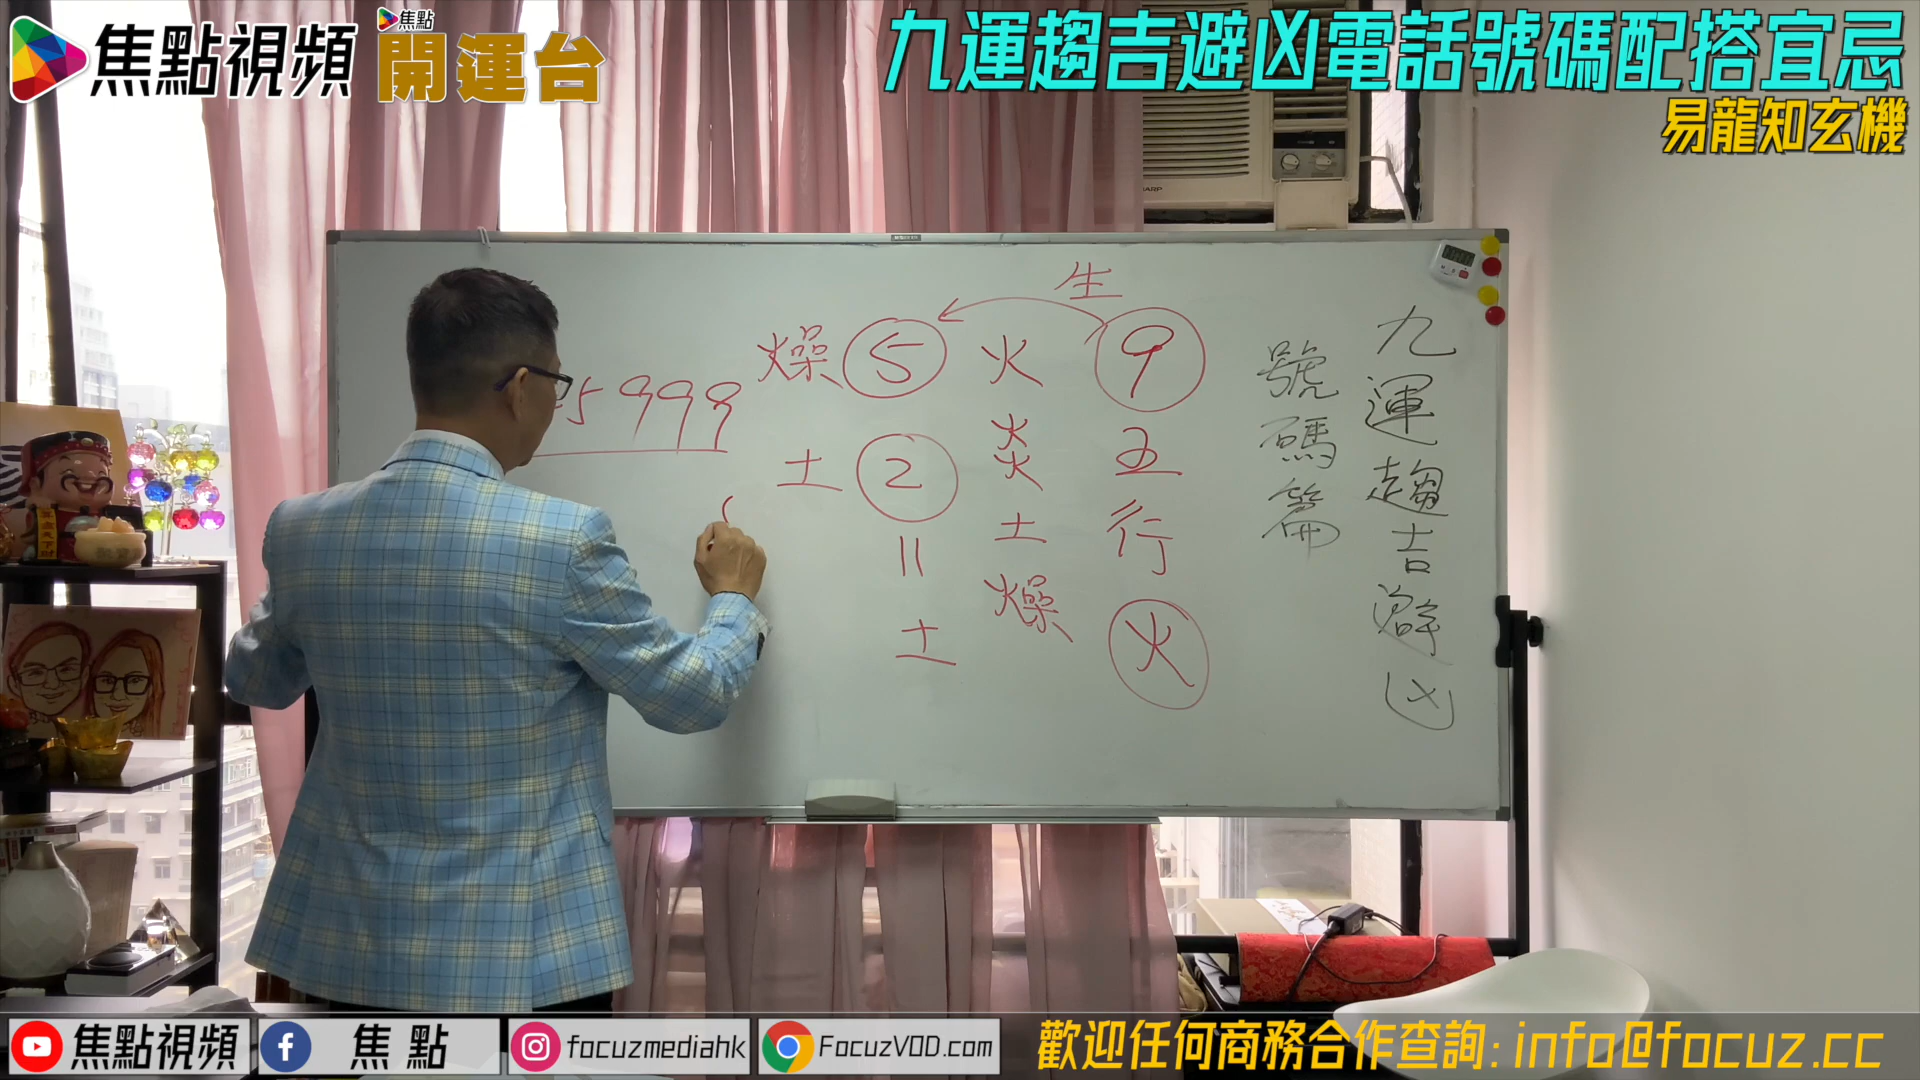 焦點視頻
焦點
開運台
九運趨吉避凶電話號碼配搭宜忌
易龍知玄機
SHARP
九運趨吉避凶
號碼篇
9五行火
生
火炎土燥
5 2 = 土
燥土
5999
焦點視頻
焦點
focuzmediahk
FocuzVOD.com
歡迎任何商務合作查詢: info@focuz.cc